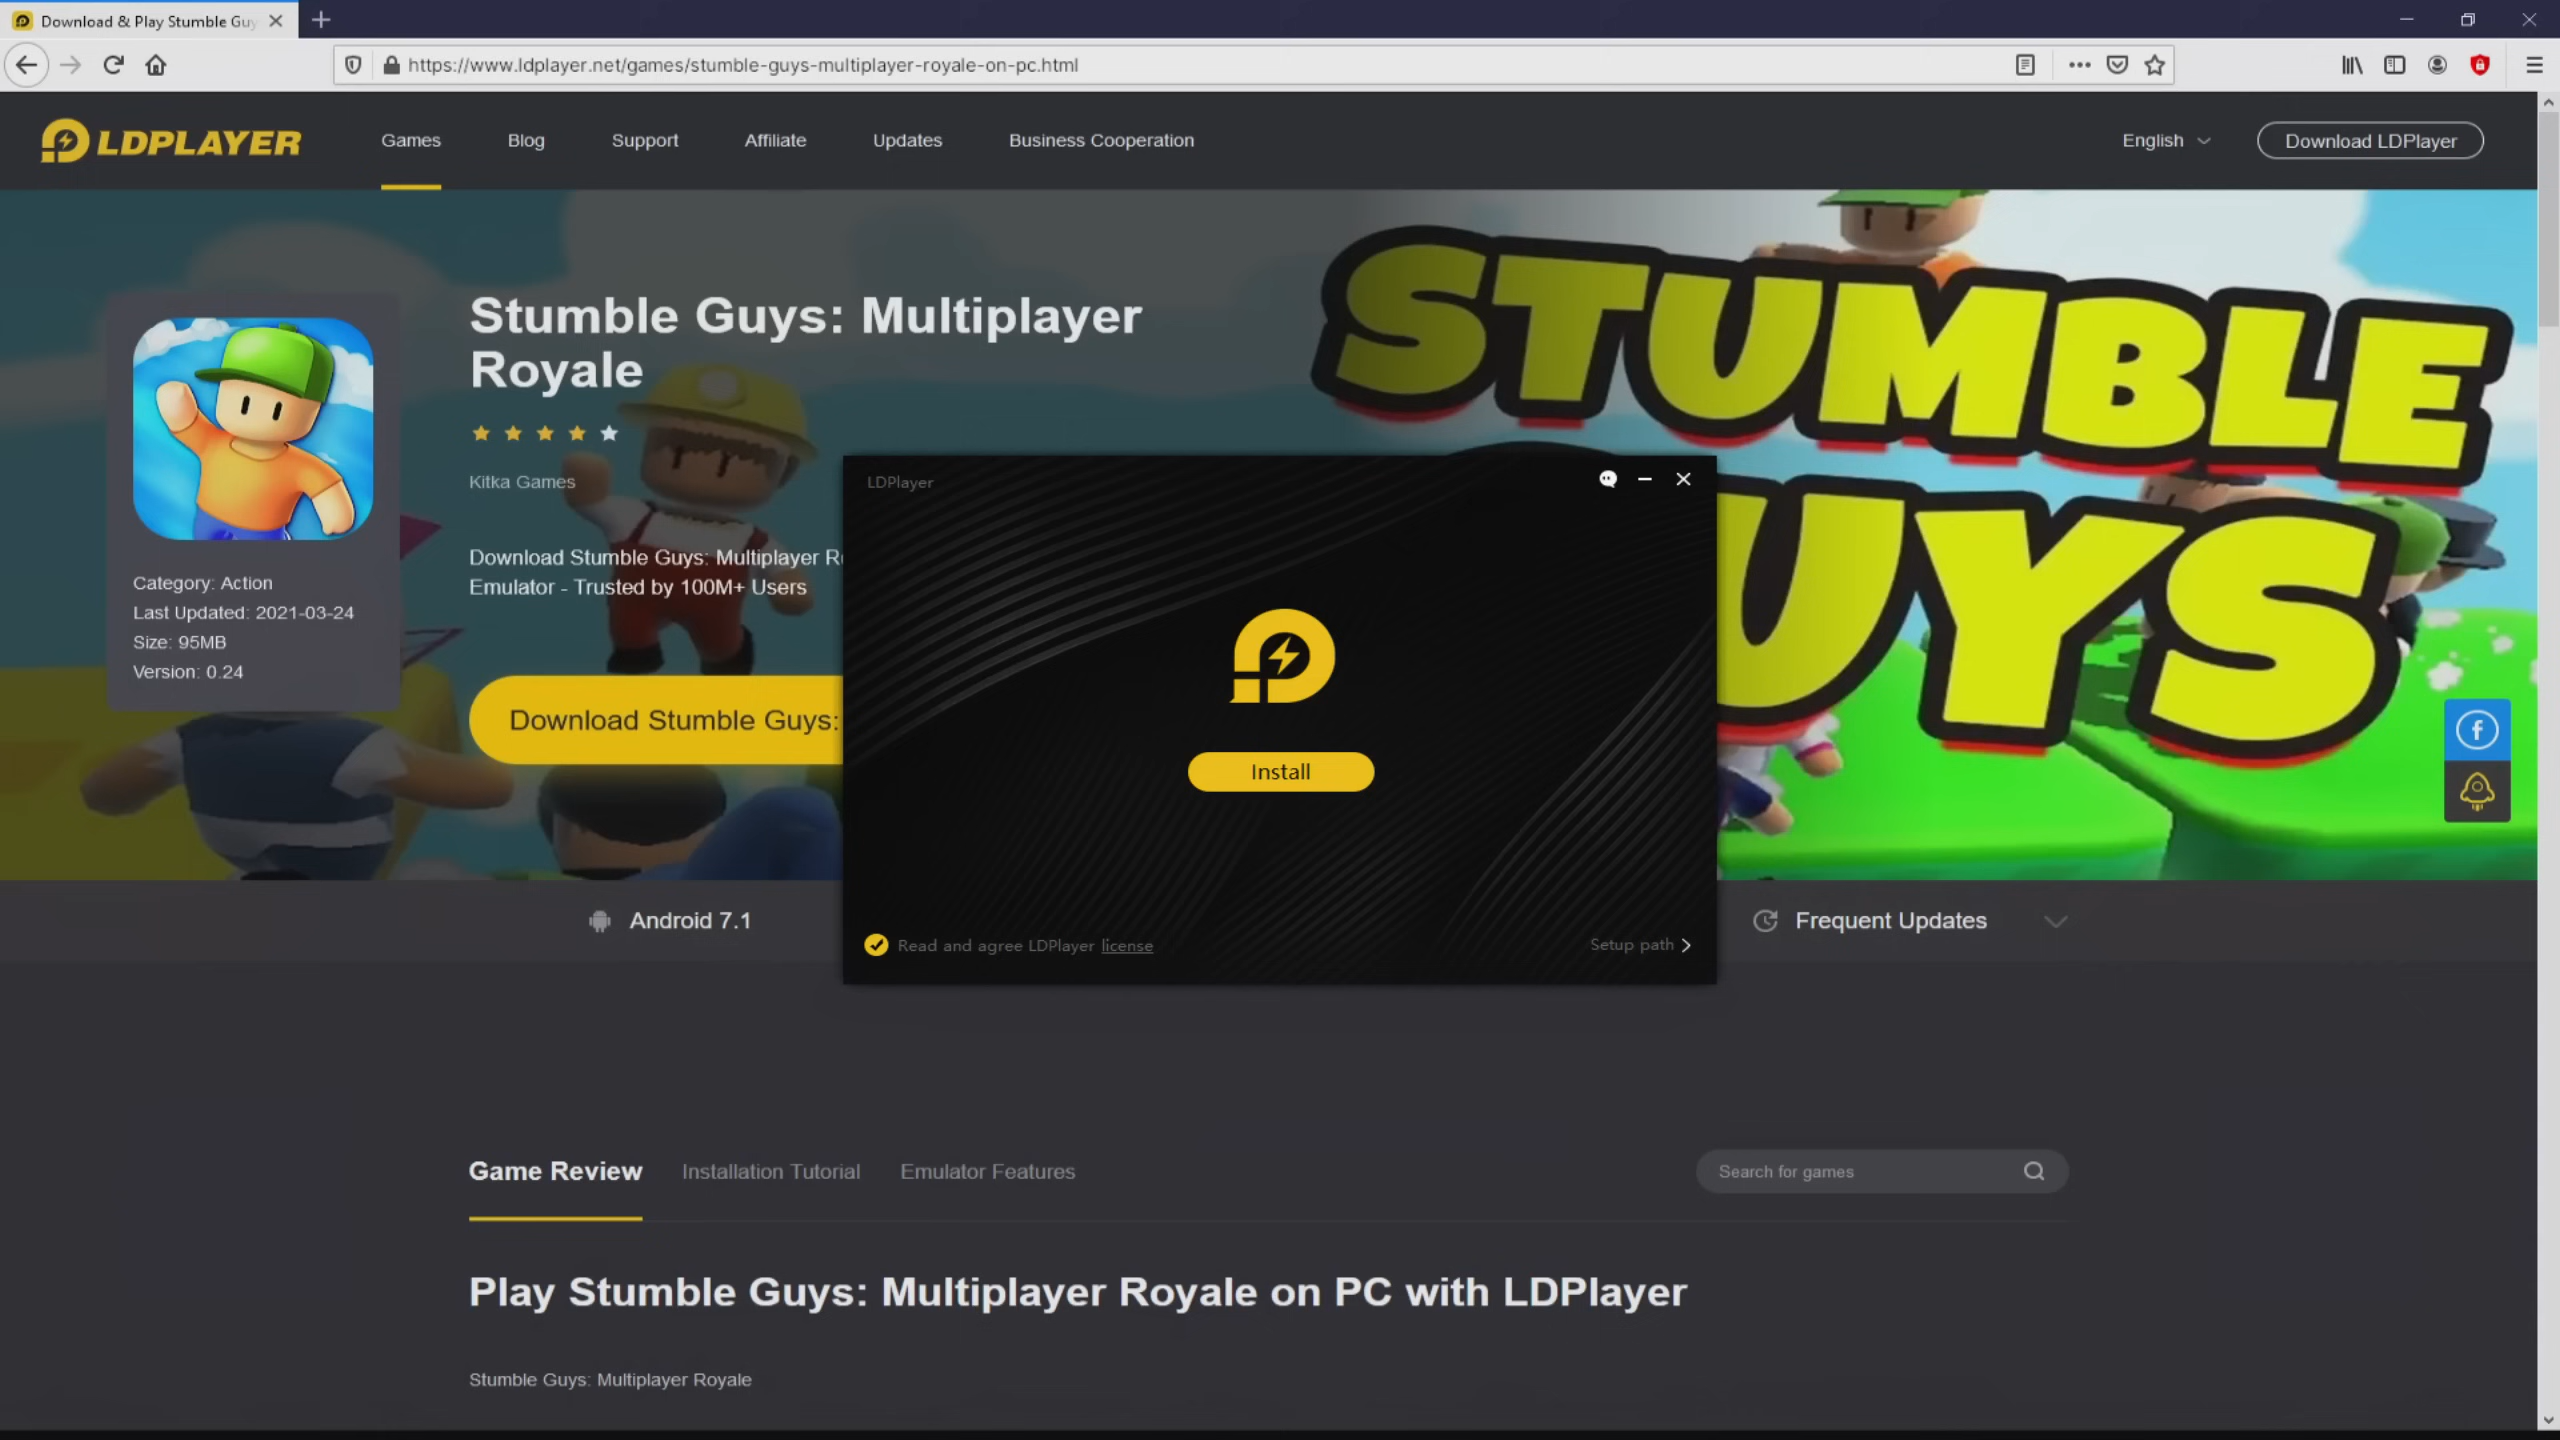 Download & Play Stumble Guy
https://www.ldplayer.net/games/stumble-guys-multiplayer-royale-on-pc.html
LDPLAYER
Games
Blog
Support
Affiliate
Updates
Business Cooperation
English
Download LDPlayer
Stumble Guys: Multiplayer
Royale
Kitka Games
Download Stumble Guys: Multiplayer R
Emulator - Trusted by 100M+ Users
Category: Action
Last Updated: 2021-03-24
Size: 95MB
Version: 0.24
Download Stumble Guys:
STUMBLE
GUYS
LDPlayer
Install
Read and agree LDPlayer license
Setup path
Android 7.1
Frequent Updates
Game Review
Installation Tutorial
Emulator Features
Search for games
Play Stumble Guys: Multiplayer Royale on PC with LDPlayer
Stumble Guys: Multiplayer Royale